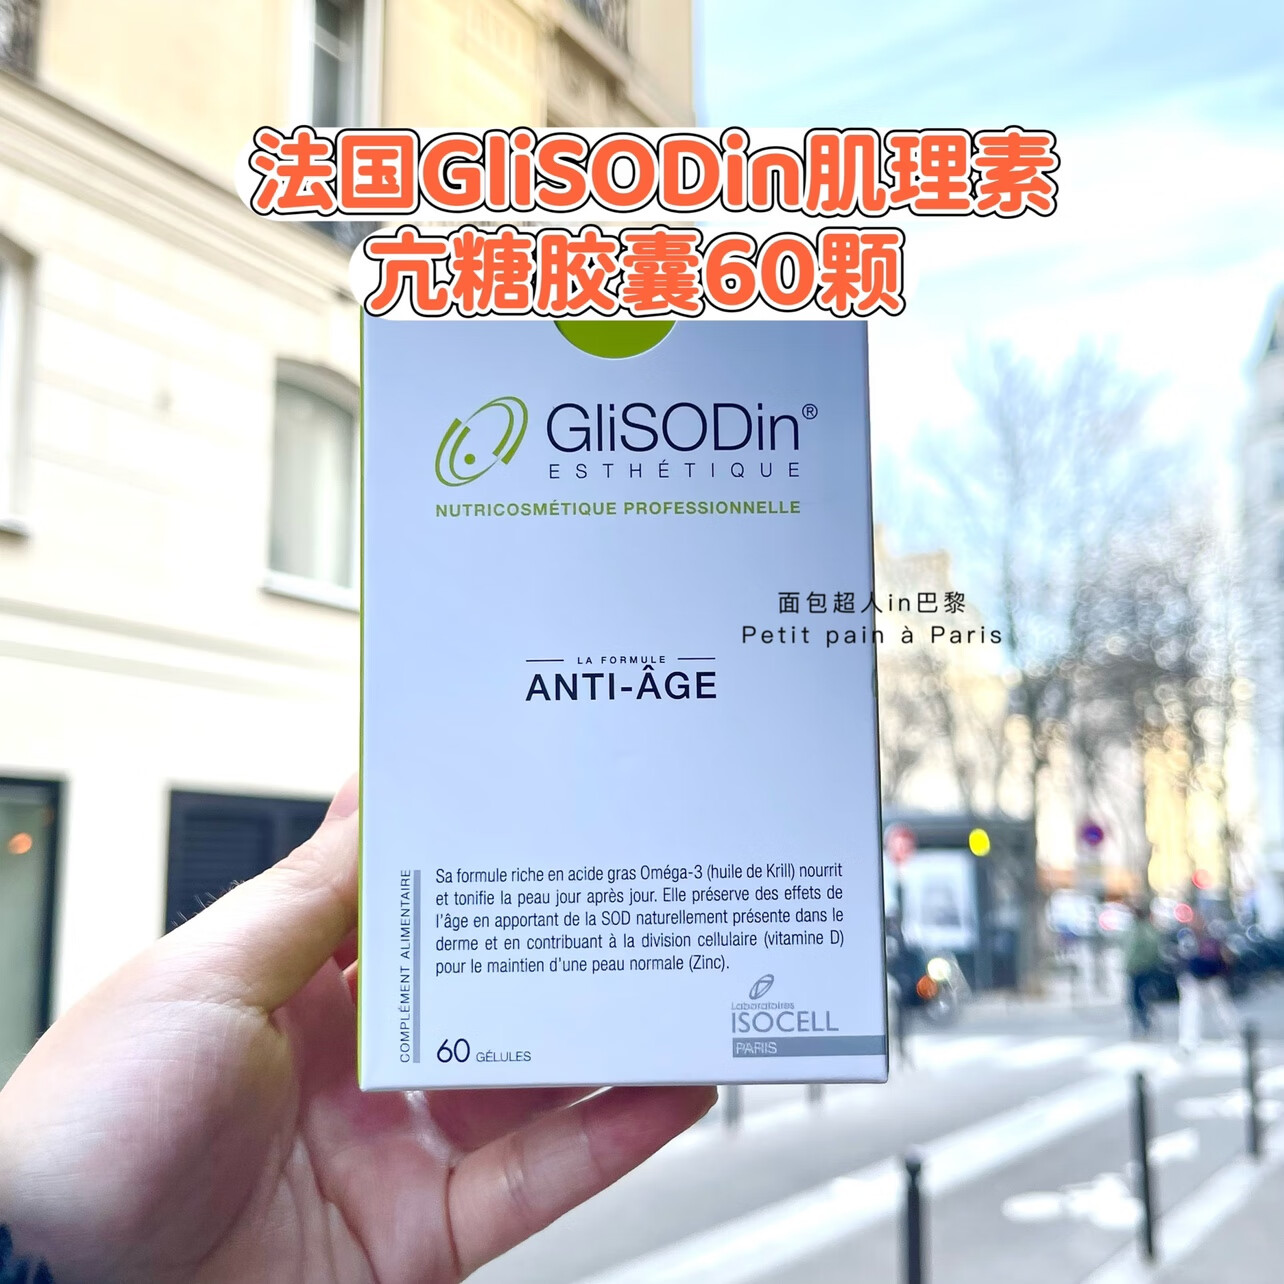 法国GliSODin肌理素
亢糖胶囊60颗
GliSODin®
ESTHÉTIQUE
NUTRICOSMÉTIQUE PROFESSIONNELLE
面包超人in巴黎
Petit pain à Paris
LA FORMULE
ANTI-ÂGE
Sa formule riche en acide gras Oméga-3 (huile de Krill) nourrit
et tonifie la peau jour après jour. Elle préserve des effets de
l'âge en apportant de la SOD naturellement présente dans le
derme et en contribuant à la division cellulaire (vitamine D)
pour le maintien d'une peau normale (Zinc).
COMPLÉMENT ALIMENTAIRE
Laboratoires
ISOCELL
PARIS
60 GÉLULES